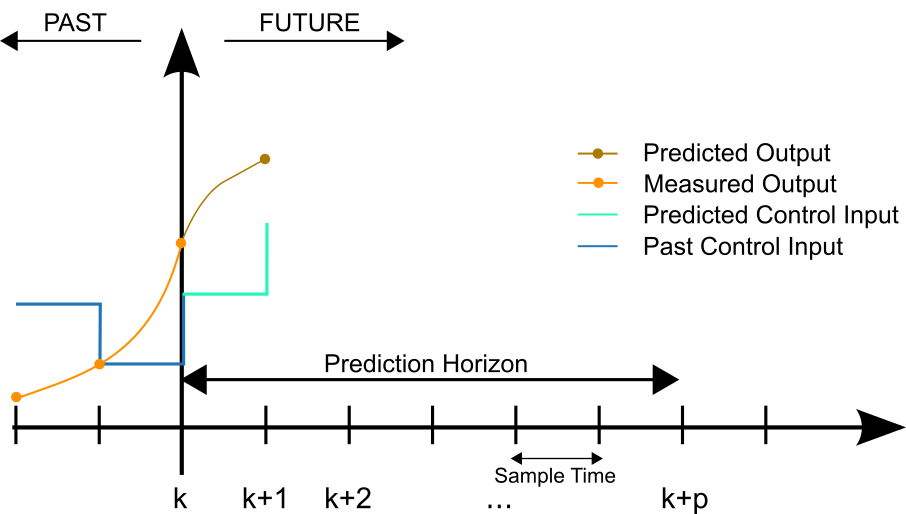 PAST
FUTURE
Predicted Output
Measured Output
Predicted Control Input
Past Control Input
Prediction Horizon
Sample Time
k
k+1
k+2
...
k+p